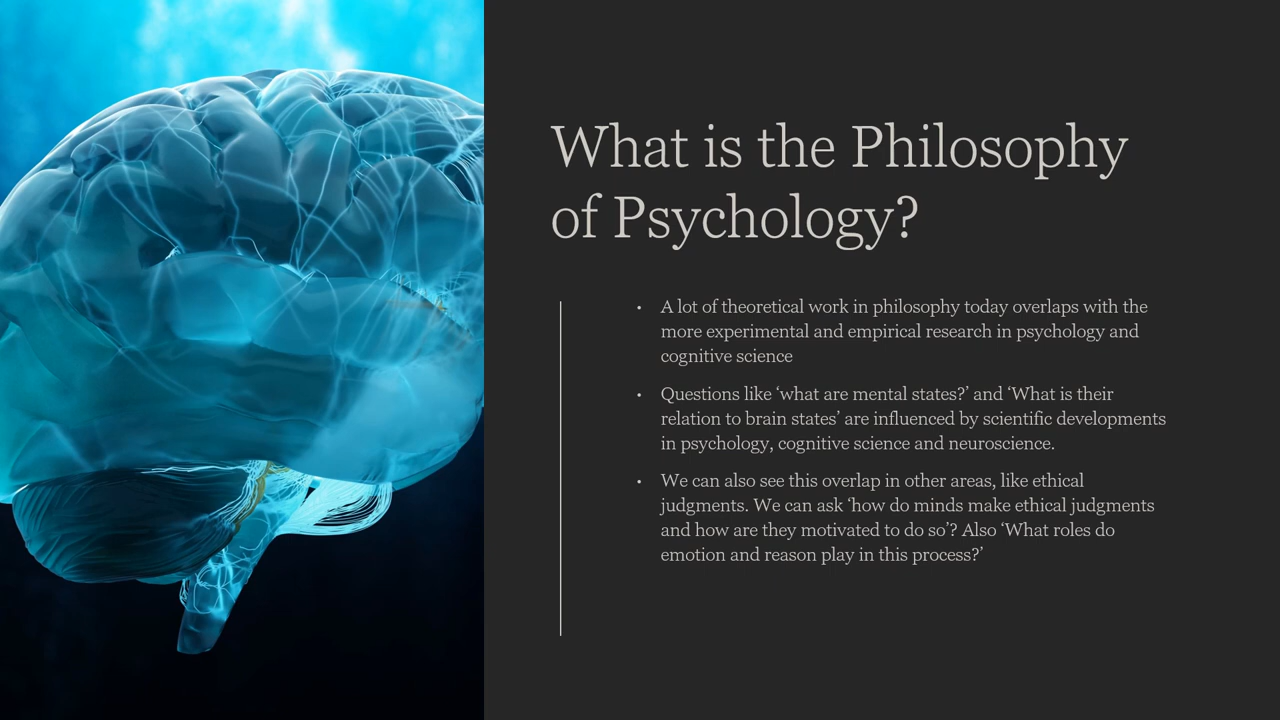 What is the Philosophy
of Psychology?
• A lot of theoretical work in philosophy today overlaps with the
more experimental and empirical research in psychology and
cognitive science
• Questions like ‘what are mental states?’ and ‘What is their
relation to brain states’ are influenced by scientific developments
in psychology, cognitive science and neuroscience.
• We can also see this overlap in other areas, like ethical
judgments. We can ask ‘how do minds make ethical judgments
and how are they motivated to do so’? Also ‘What roles do
emotion and reason play in this process?’